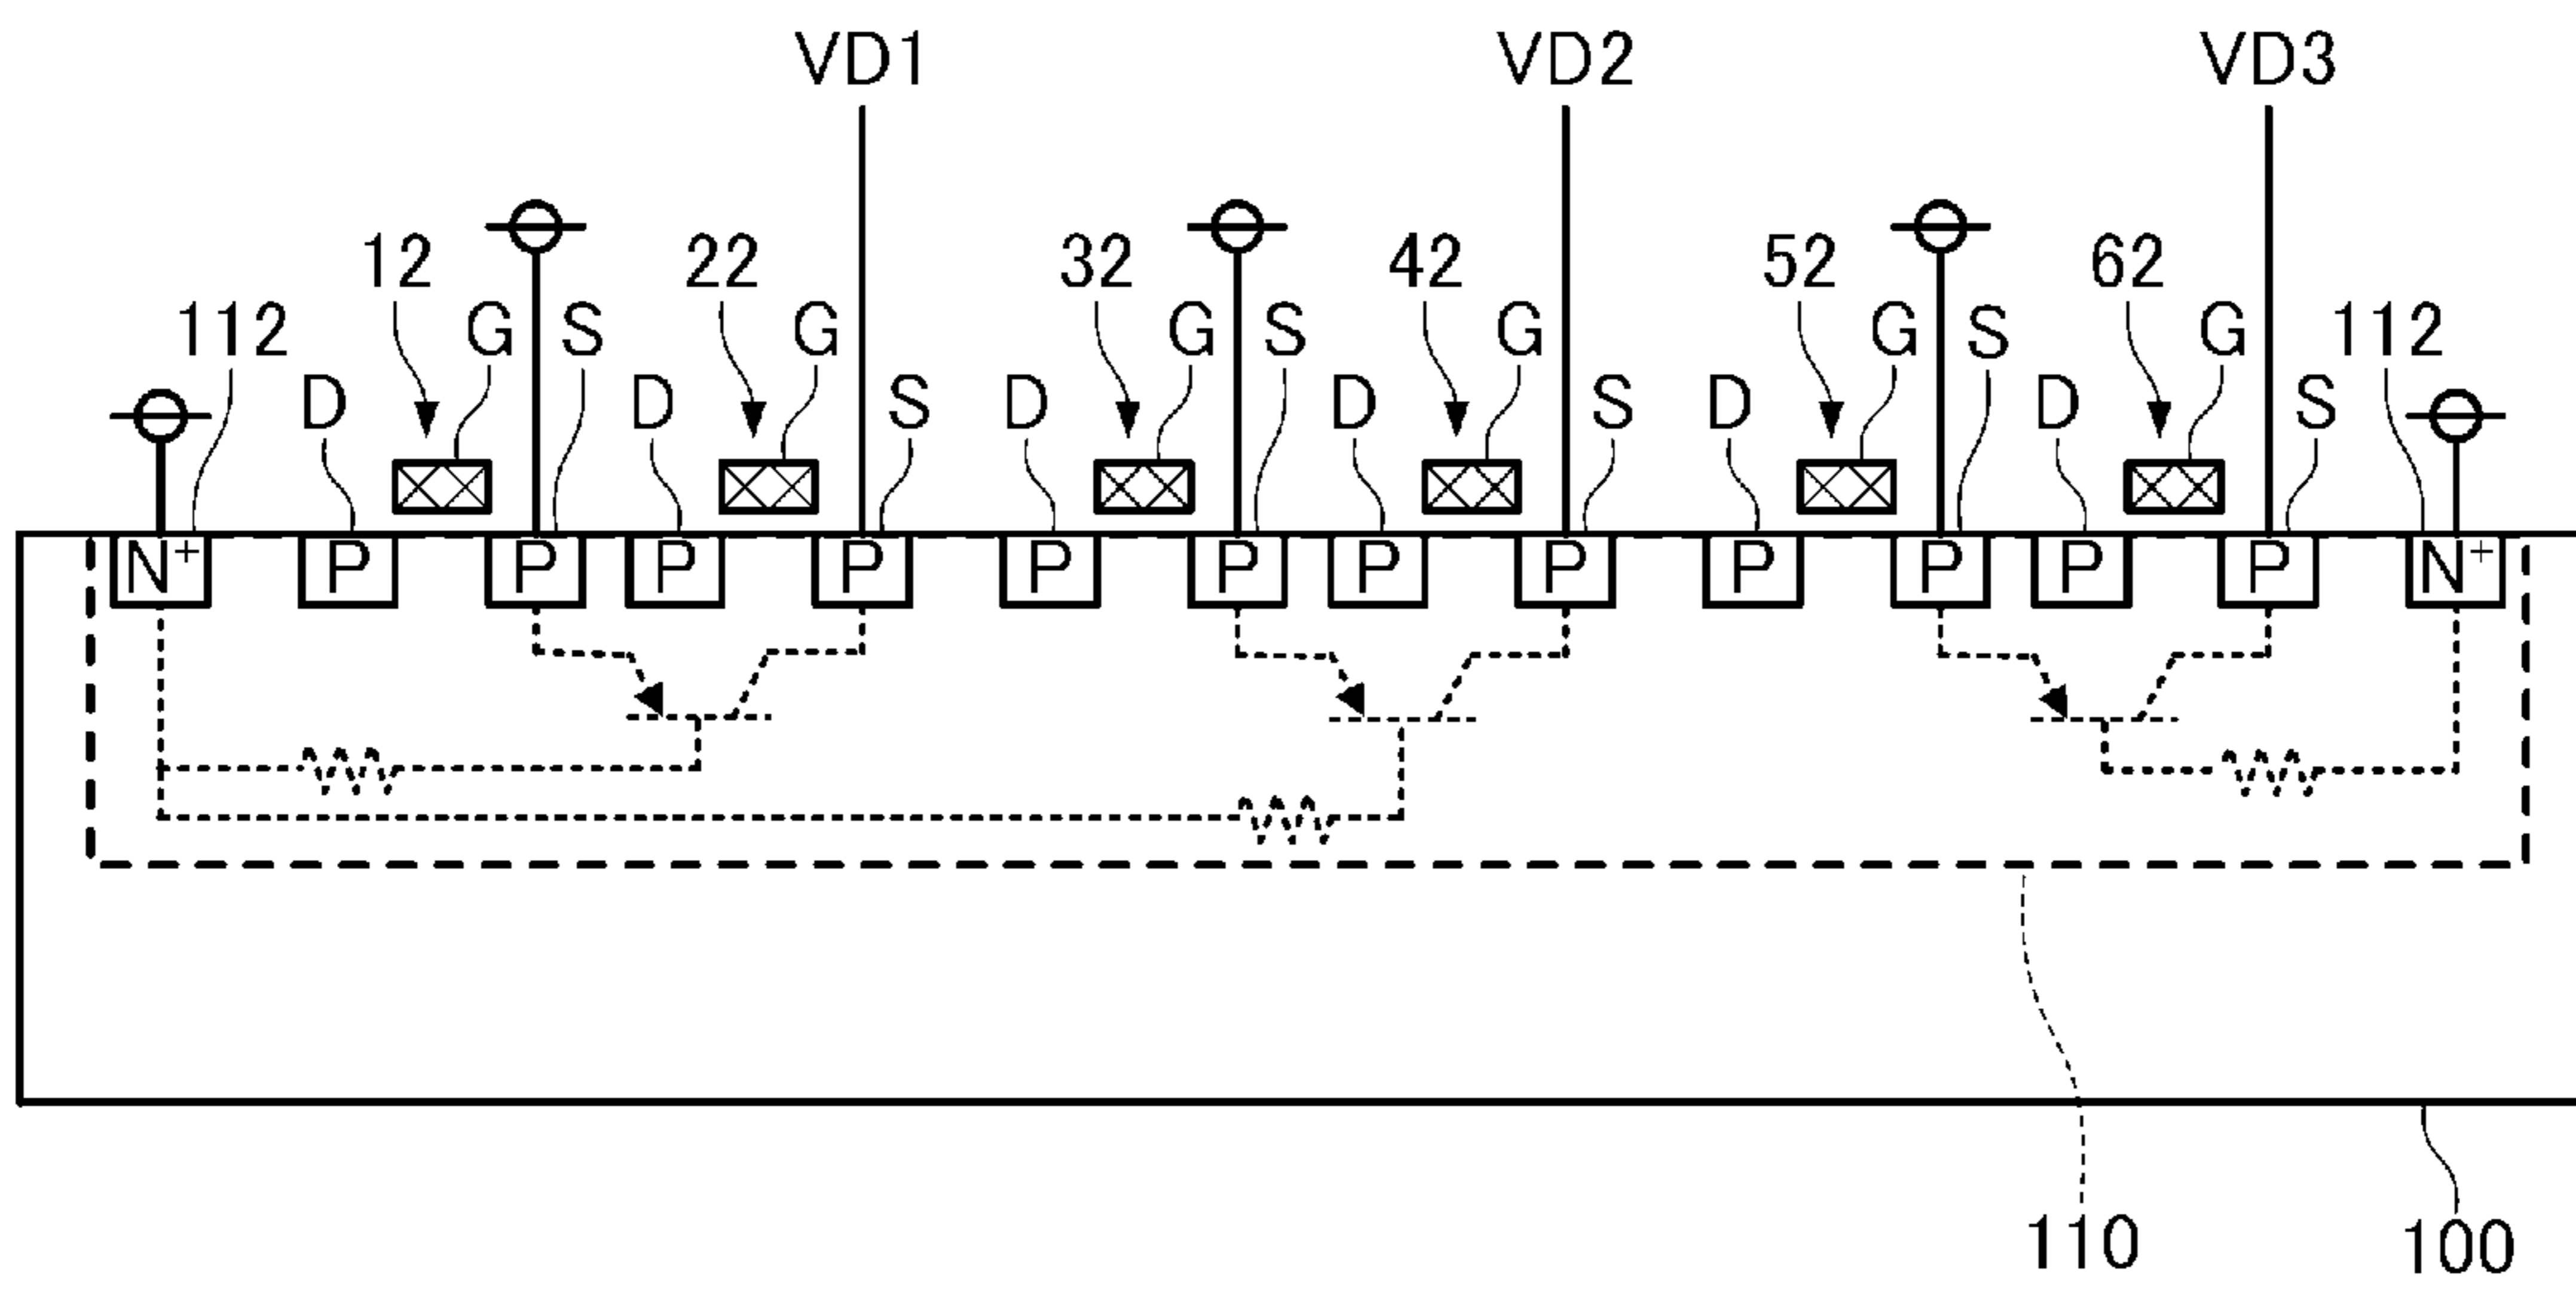 VD1 VD2 VD3
12 22 32 42 52 62
112 G S G G S G G S G 112
D D S D D S D D S
N+ P P P P P P P P P P P P N+
110 100